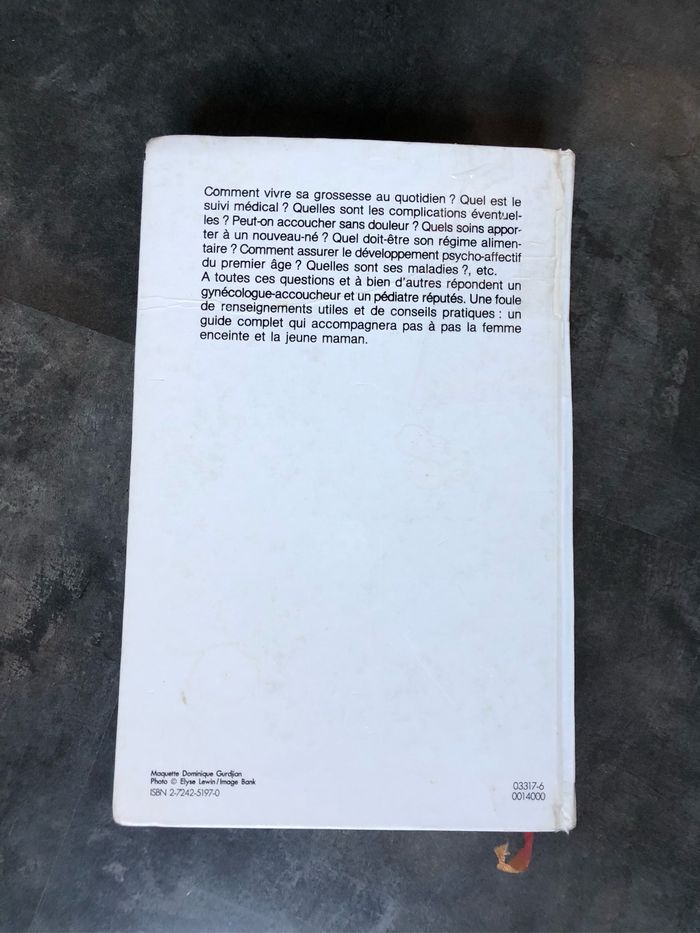 Comment vivre sa grossesse au quotidien ? Quel est le
suivi médical ? Quelles sont les complications éventuel-
les ? Peut-on accoucher sans douleur ? Quels soins appor-
ter à un nouveau-né ? Quel doit-être son régime alimen-
taire ? Comment assurer le développement psycho-affectif
du premier âge ? Quelles sont ses maladies ?, etc.
A toutes ces questions et à bien d'autres répondent un
gynécologue-accoucheur et un pédiatre réputés. Une foule
de renseignements utiles et de conseils pratiques : un
guide complet qui accompagnera pas à pas la femme
enceinte et la jeune maman.
Maquette Dominique Gurdjian
Photo © Elyse Lewin / Image Bank
ISBN 2-7242-5197-0
03317-6
0014000